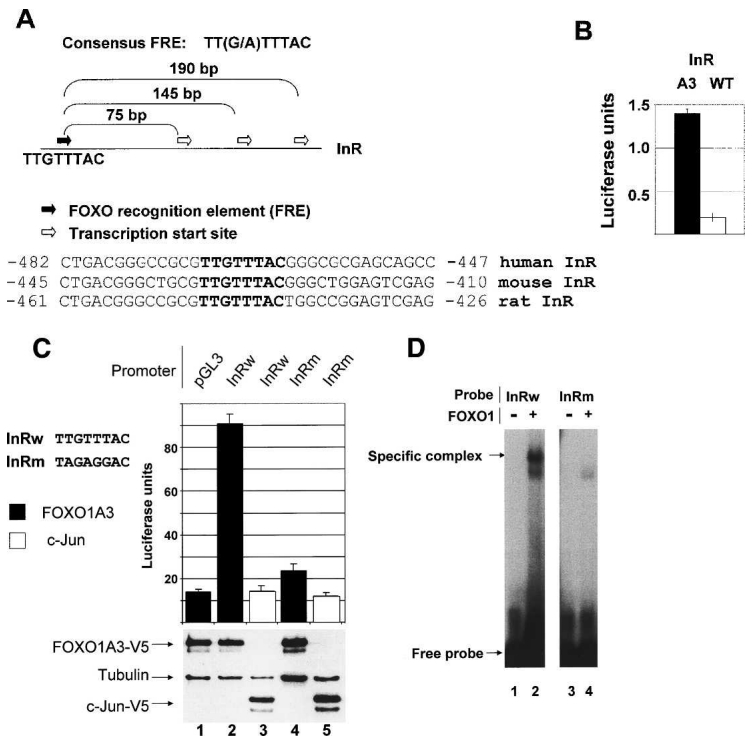 A
Consensus FRE: TT(G/A)TTTAC
190 bp
145 bp
75 bp
TTGTTTAC
InR
FOXO recognition element (FRE)
Transcription start site
-482 CTGACGGGCCGCGTTGTTTACGGGCGCGAGCAGCC -447 human InR
-445 CTGACGGGCTGCGTTGTTTACGGGCTGGAGTCGAG -410 mouse InR
-461 CTGACGGGCCGCGTTGTTTACTGGCCGGAGTCGAG -426 rat InR
B
InR
A3 WT
Luciferase units
1.5
1.0
0.5
C
Promoter
pGL3
InRw
InRw
InRm
InRm
InRw TTGTTTAC
InRm TAGAGGAC
FOXO1A3
c-Jun
Luciferase units
80
60
40
20
FOXO1A3-V5
Tubulin
c-Jun-V5
1 2 3 4 5
D
Probe InRw InRm
FOXO1 - + - +
Specific complex
Free probe
1 2 3 4